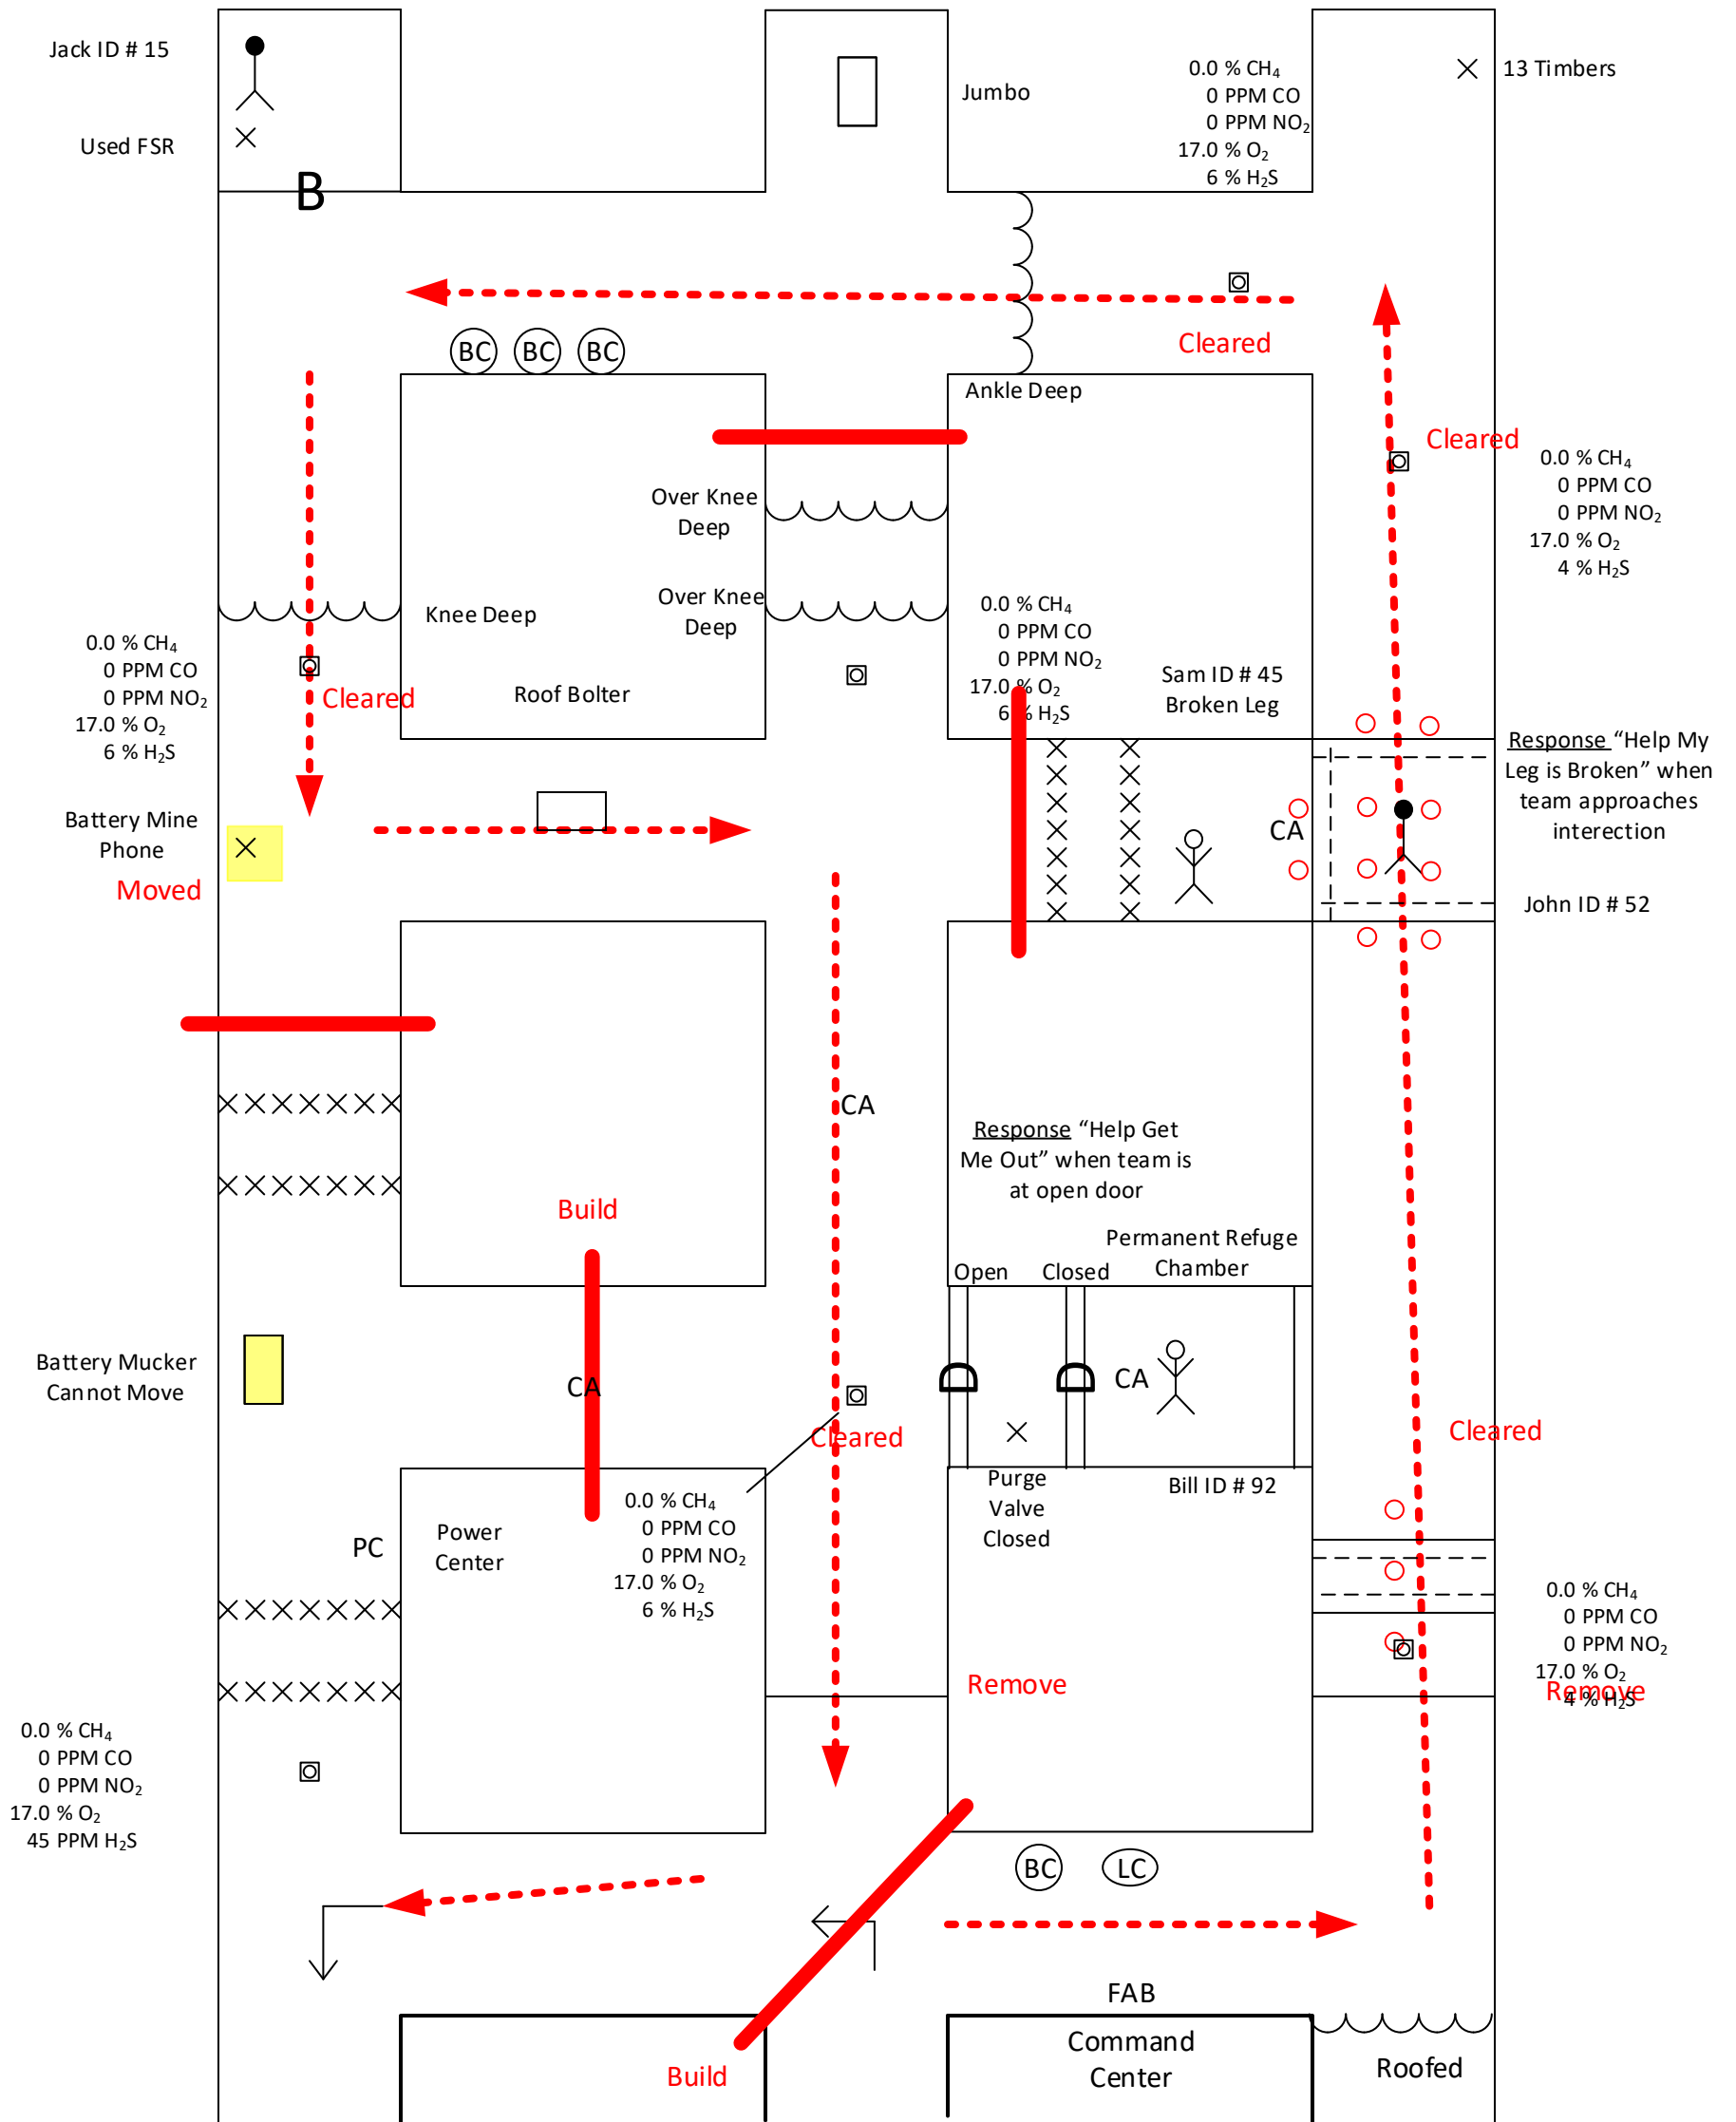 Jack ID # 15
Used FSR
B
Jumbo
0.0 % CH₄
0 PPM CO
0 PPM NO₂
17.0 % O₂
6 % H₂S
13 Timbers
Cleared
BC
BC
BC
Ankle Deep
Cleared
0.0 % CH₄
0 PPM CO
0 PPM NO₂
17.0 % O₂
4 % H₂S
Over Knee
Deep
Over Knee
Deep
Knee Deep
0.0 % CH₄
0 PPM CO
0 PPM NO₂
17.0 % O₂
6 % H₂S
Cleared
Roof Bolter
0.0 % CH₄
0 PPM CO
0 PPM NO₂
17.0 % O₂
6 % H₂S
Sam ID # 45
Broken Leg
Response “Help My
Leg is Broken” when
team approaches
interection
CA
John ID # 52
Battery Mine
Phone
Moved
CA
Response “Help Get
Me Out” when team is
at open door
Build
Permanent Refuge
Chamber
Open
Closed
Battery Mucker
Cannot Move
CA
CA
Cleared
Cleared
Purge
Valve
Closed
Bill ID # 92
PC
Power
Center
0.0 % CH₄
0 PPM CO
0 PPM NO₂
17.0 % O₂
6 % H₂S
0.0 % CH₄
0 PPM CO
0 PPM NO₂
17.0 % O₂
4 % H₂S
Remove
Remove
0.0 % CH₄
0 PPM CO
0 PPM NO₂
17.0 % O₂
45 PPM H₂S
BC
LC
FAB
Command
Center
Roofed
Build